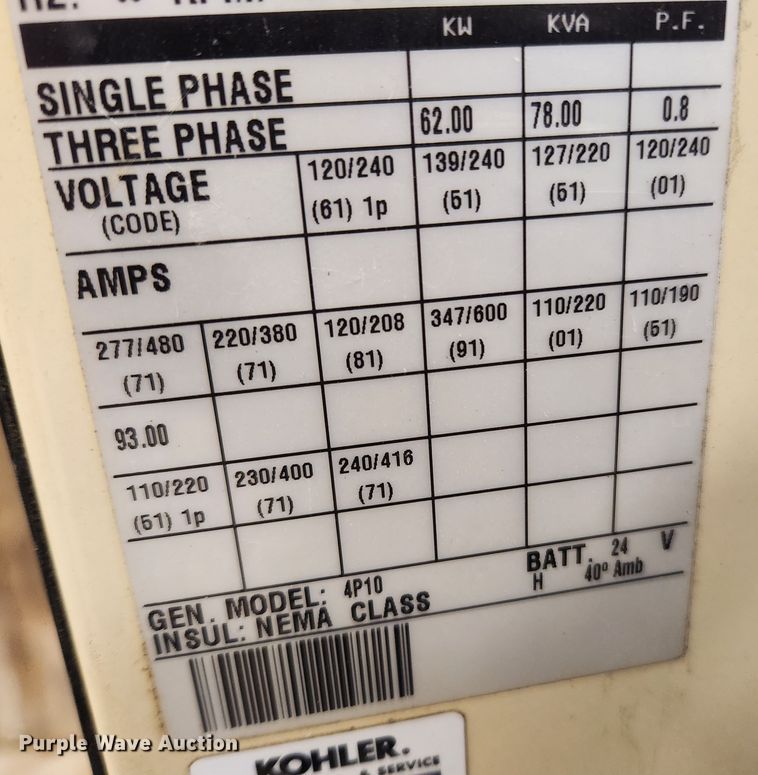 KW KVA P.F.
SINGLE PHASE
THREE PHASE 62.00 78.00 0.8
VOLTAGE 120/240 139/240 127/220 120/240
(CODE) (61) 1p (51) (51) (01)
AMPS
277/480 220/380 120/208 347/600 110/220 110/190
(71) (71) (81) (91) (01) (51)
93.00
110/220 230/400 240/416
(51) 1p (71) (71)
GEN. MODEL: 4P10 BATT. 24 V
INSUL: NEMA CLASS H 40º Amb
KOHLER.
& SERVICE
Purple Wave Auction